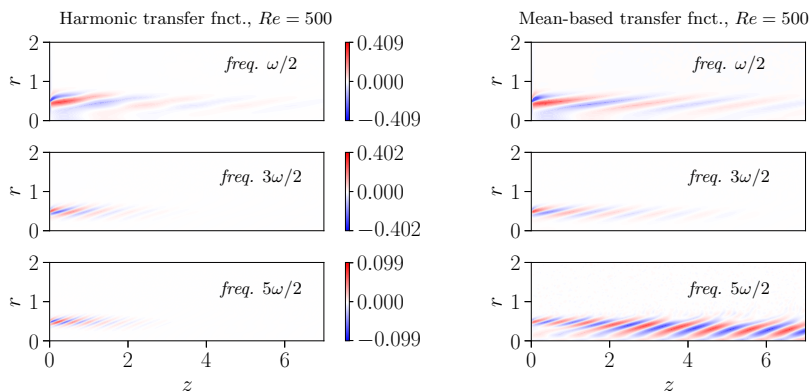 Harmonic transfer fnct., Re = 500
Mean-based transfer fnct., Re = 500
2
1
0
r
freq. ω/2
0.409
0.000
−0.409
2
1
0
r
freq. ω/2
2
1
0
r
freq. 3ω/2
0.402
0.000
−0.402
2
1
0
r
freq. 3ω/2
2
1
0
r
freq. 5ω/2
0.099
0.000
−0.099
2
1
0
r
freq. 5ω/2
0 2 4 6
z
0 2 4 6
z